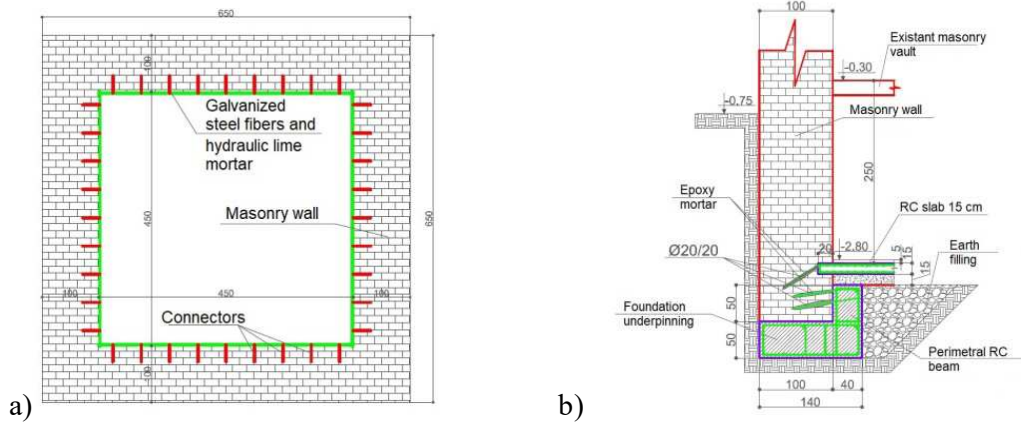 650
100
Galvanized
steel fibers and
hydraulic lime
mortar
Masonry wall
450
650
100
450
100
Connectors
100
a)
100
Existant masonry
vault
-0.30
-0.75
Masonry wall
250
Epoxy
mortar
RC slab 15 cm
20
-2.80
5
15
15
Earth
filling
Ø20/20
Foundation
underpinning
50
50
Perimetral RC
beam
100
40
140
b)